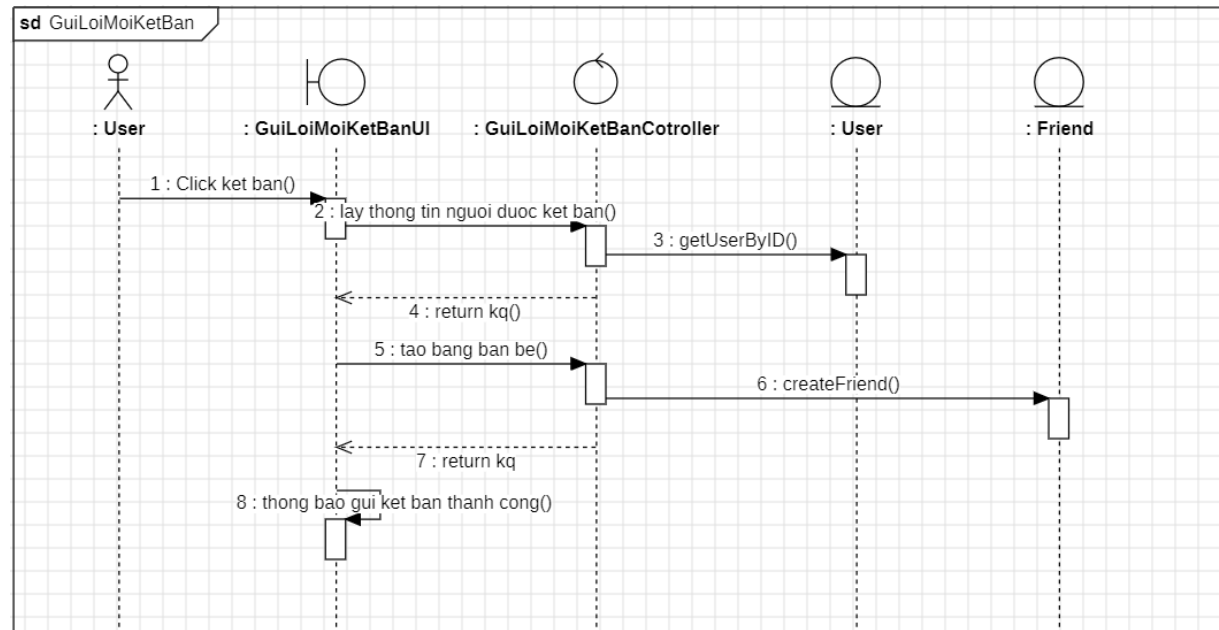 sd GuiLoiMoiKetBan
: User
: GuiLoiMoiKetBanUI
: GuiLoiMoiKetBanCotroller
: User
: Friend
1 : Click ket ban()
2 : lay thong tin nguoi duoc ket ban()
3 : getUserByID()
4 : return kq()
5 : tao bang ban be()
6 : createFriend()
7 : return kq
8 : thong bao gui ket ban thanh cong()